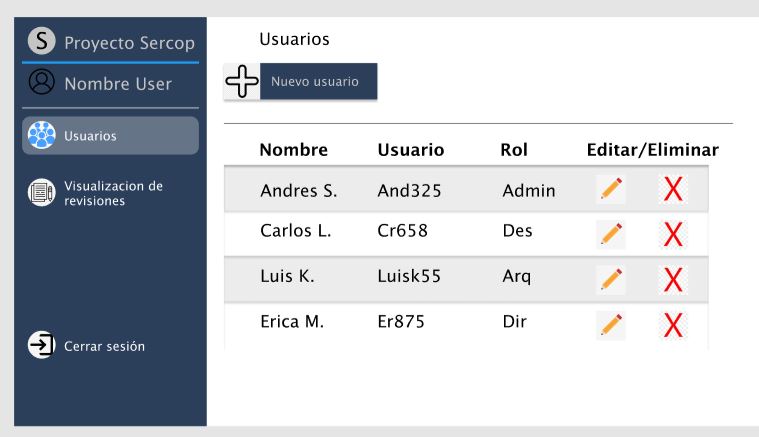 S Proyecto Sercop
Nombre User
Usuarios
Visualizacion de
revisiones
Cerrar sesión
Usuarios
Nuevo usuario
Nombre Usuario Rol Editar/Eliminar
Andres S. And325 Admin X
Carlos L. Cr658 Des X
Luis K. Luisk55 Arq X
Erica M. Er875 Dir X